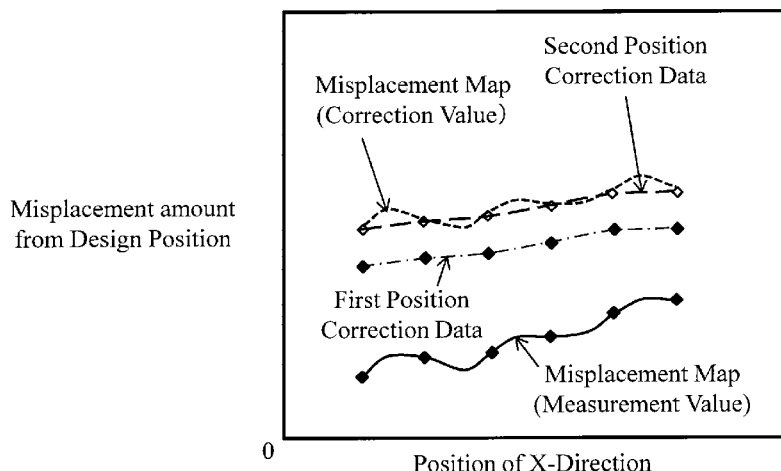 Second Position
Correction Data
Misplacement Map
(Correction Value)
Misplacement amount
from Design Position
First Position
Correction Data
Misplacement Map
(Measurement Value)
0
Position of X-Direction